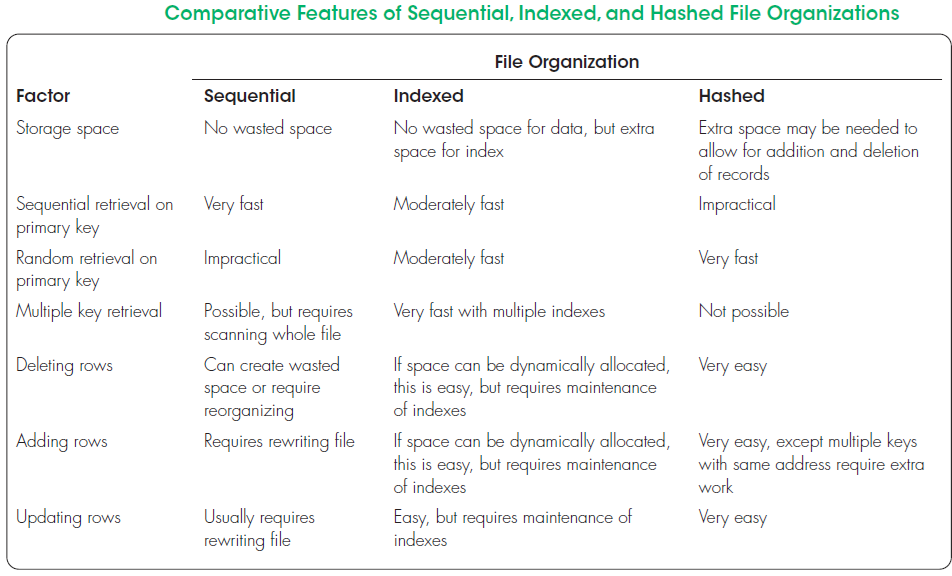 Comparative Features of Sequential, Indexed, and Hashed File Organizations
File Organization
Factor Sequential Indexed Hashed
Storage space No wasted space No wasted space for data, but extra Extra space may be needed to
space for index allow for addition and deletion
of records
Sequential retrieval on Very fast Moderately fast Impractical
primary key
Random retrieval on Impractical Moderately fast Very fast
primary key
Multiple key retrieval Possible, but requires Very fast with multiple indexes Not possible
scanning whole file
Deleting rows Can create wasted If space can be dynamically allocated, Very easy
space or require this is easy, but requires maintenance
reorganizing of indexes
Adding rows Requires rewriting file If space can be dynamically allocated, Very easy, except multiple keys
this is easy, but requires maintenance with same address require extra
of indexes work
Updating rows Usually requires Easy, but requires maintenance of Very easy
rewriting file indexes